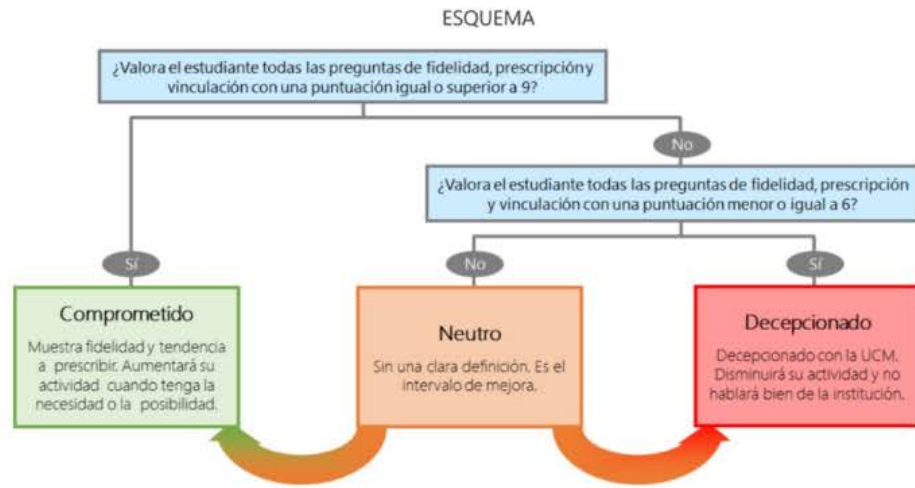 ESQUEMA
¿Valora el estudiante todas las preguntas de fidelidad, prescripción y
vinculación con una puntuación igual o superior a 9?
No
¿Valora el estudiante todas las preguntas de fidelidad, prescripción
y vinculación con una puntuación menor o igual a 6?
Sí
No
Sí
Comprometido
Muestra fidelidad y tendencia
a prescribir. Aumentará su
actividad cuando tenga la
necesidad o la posibilidad.
Neutro
Sin una clara definición. Es el
intervalo de mejora.
Decepcionado
Decepcionado con la UCM.
Disminuirá su actividad y no
hablará bien de la institución.